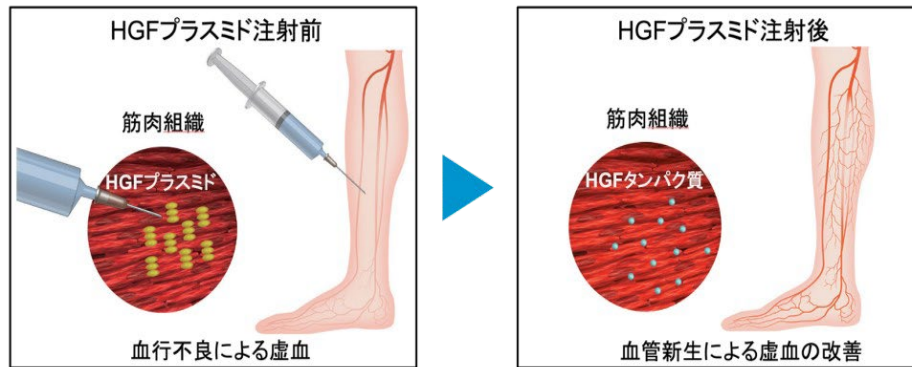 HGFプラスミド注射前
筋肉組織
HGFプラスミド
血行不良による虚血
HGFプラスミド注射後
筋肉組織
HGFタンパク質
血管新生による虚血の改善